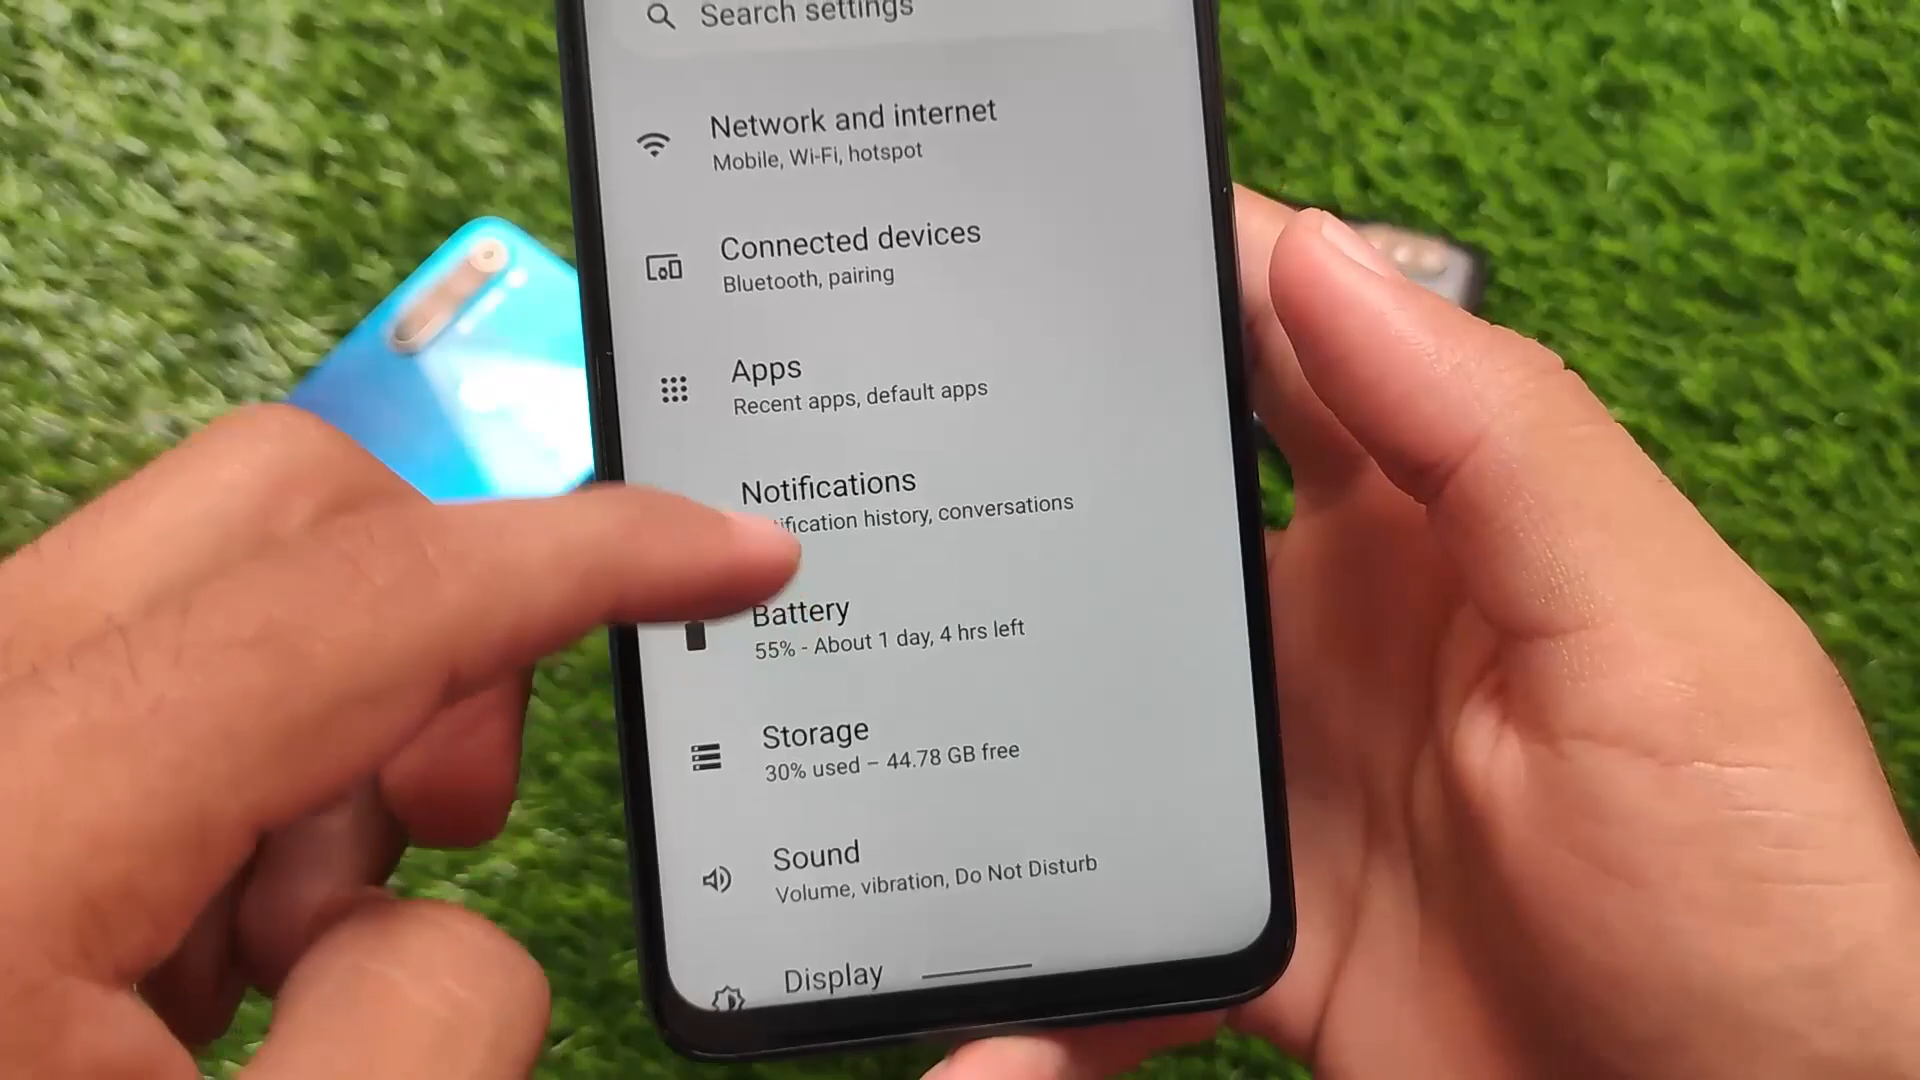 Search settings
Network and internet
Mobile, Wi-Fi, hotspot
Connected devices
Bluetooth, pairing
Apps
Recent apps, default apps
Notifications
history, conversations
Battery
55% - About 1 day, 4 hrs left
Storage
30% used – 44.78 GB free
Sound
Volume, vibration, Do Not Disturb
Display